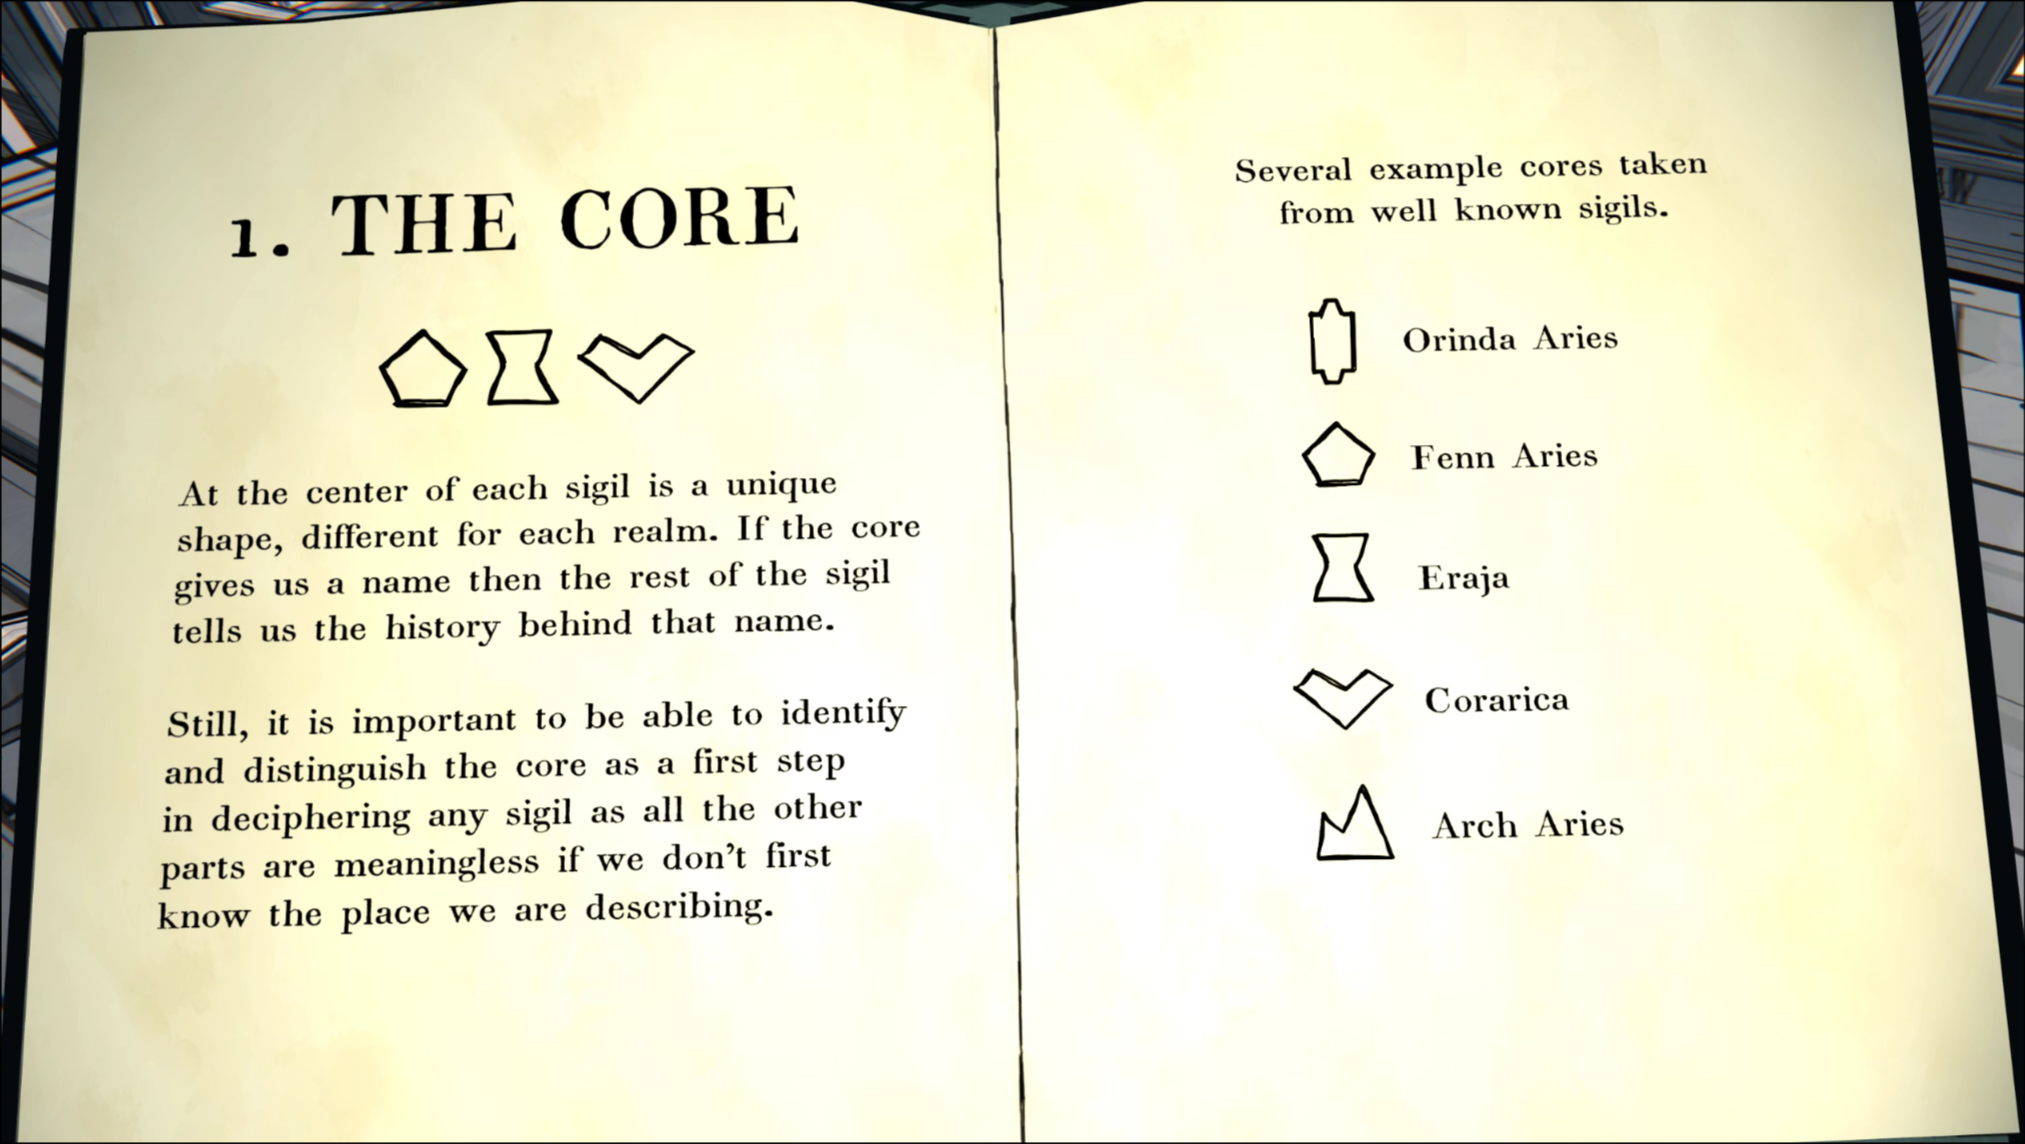 1. THE CORE
At the center of each sigil is a unique
shape, different for each realm. If the core
gives us a name then the rest of the sigil
tells us the history behind that name.
Still, it is important to be able to identify
and distinguish the core as a first step
in deciphering any sigil as all the other
parts are meaningless if we don't first
know the place we are describing.
Several example cores taken
from well known sigils.
Orinda Aries
Fenn Aries
Eraja
Corarica
Arch Aries